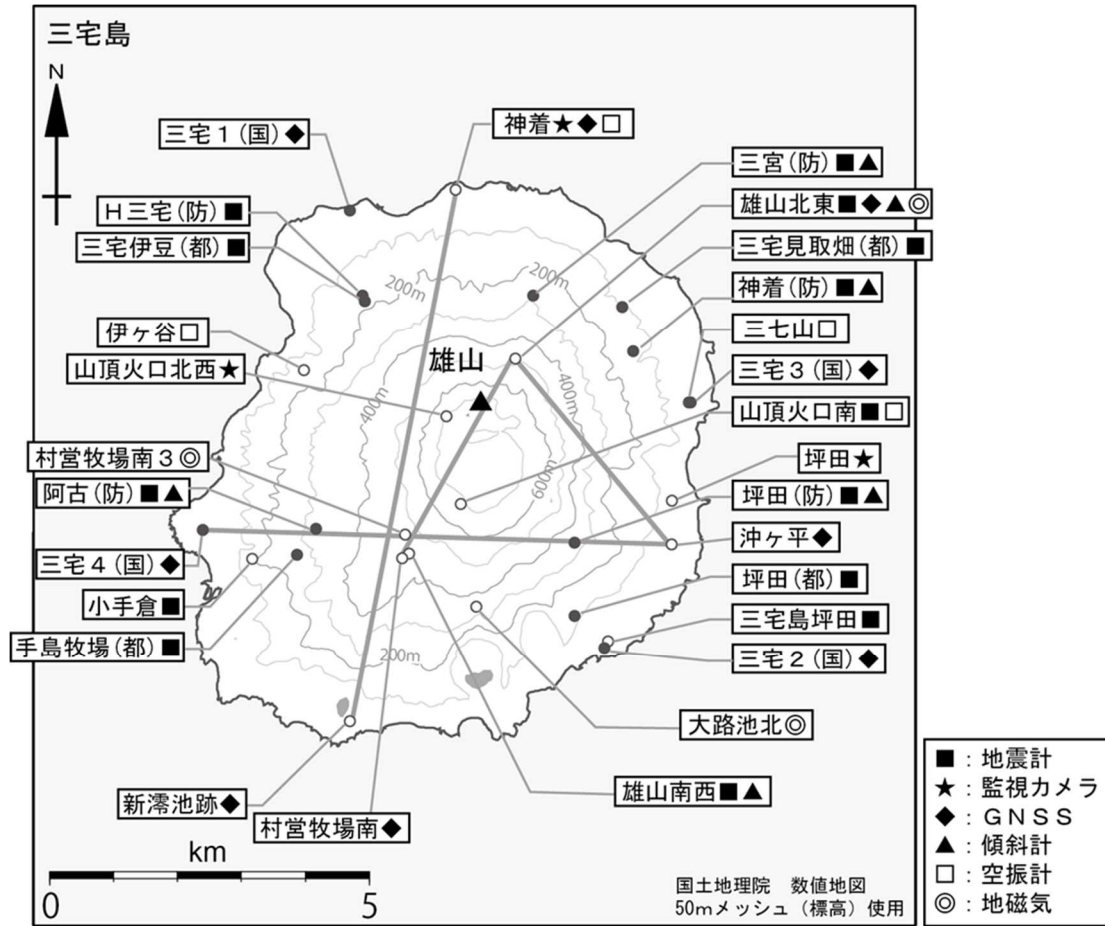 三宅島
N
神着★◆□
三宅1(国)◆
三宮(防)■▲
H三宅(防)■
雄山北東■◆▲◎
三宅伊豆(都)■
三宅見取畑(都)■
200m
200m
神着(防)■▲
伊ヶ谷□
三七山□
雄山
山頂火口北西★
三宅3(国)◆
400m
400m
山頂火口南■□
村営牧場南3◎
坪田★
600m
阿古(防)■▲
坪田(防)■▲
沖ヶ平◆
三宅4(国)◆
坪田(都)■
小手倉■
三宅島坪田■
手島牧場(都)■
200m
三宅2(国)◆
大路池北◎
新澪池跡◆
雄山南西■▲
村営牧場南◆
km
0 5
国土地理院 数値地図
50mメッシュ(標高)使用
■:地震計
★:監視カメラ
◆:GNSS
▲:傾斜計
□:空振計
◎:地磁気